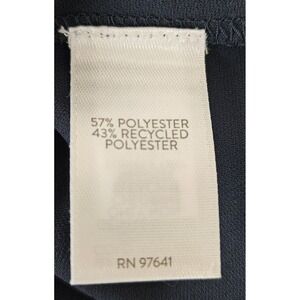 57% POLYESTER
43% RECYCLED
POLYESTER
RN 97641